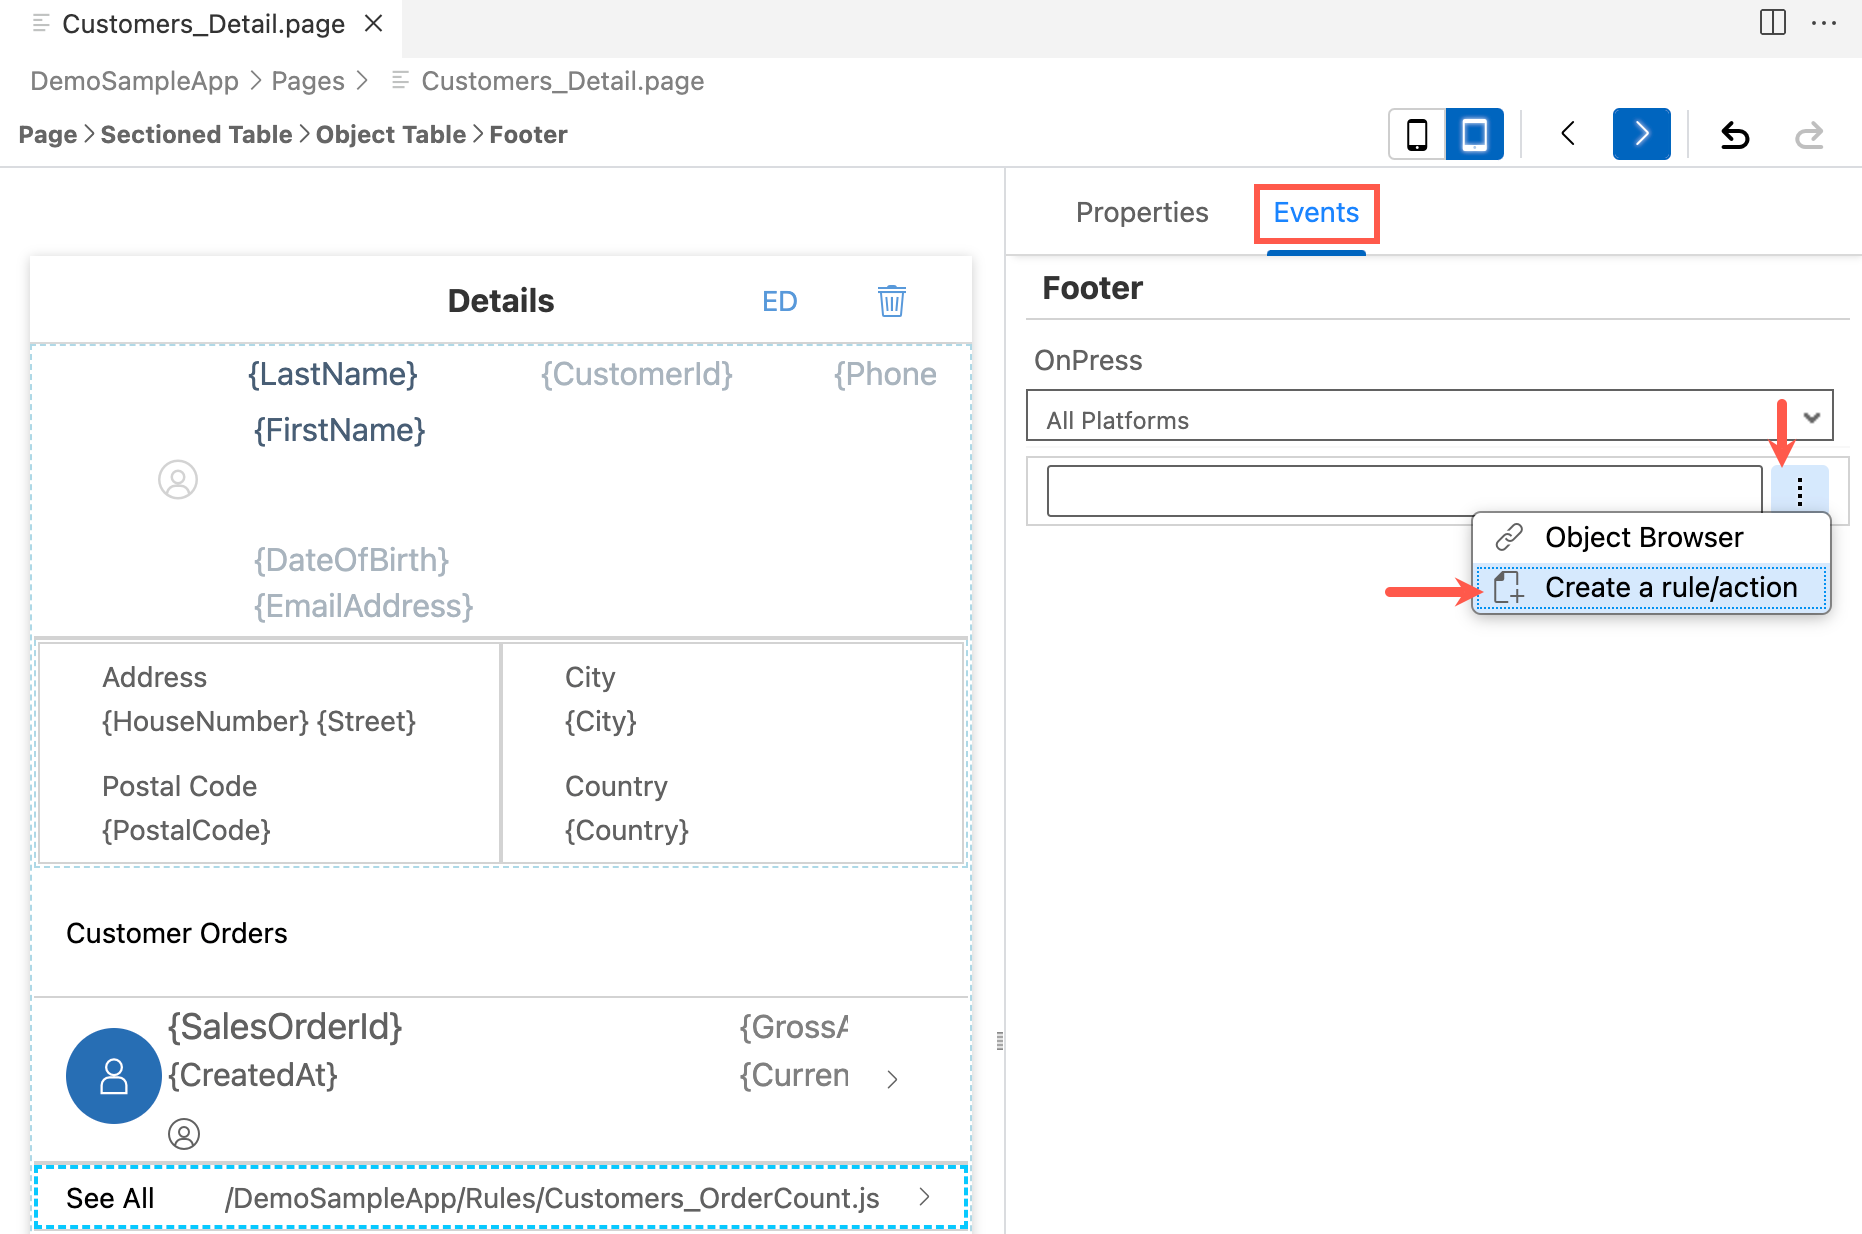 Customers_Detail.page
DemoSampleApp > Pages > Customers_Detail.page
Page > Sectioned Table > Object Table > Footer
Properties
Events
Footer
OnPress
All Platforms
Object Browser
Create a rule/action
Details
ED
{LastName}
{CustomerId}
{Phone
{FirstName}
{DateOfBirth}
{EmailAddress}
Address
{HouseNumber} {Street}
City
{City}
Postal Code
{PostalCode}
Country
{Country}
Customer Orders
{SalesOrderId}
{GrossA
{CreatedAt}
{Curren
See All
/DemoSampleApp/Rules/Customers_OrderCount.js